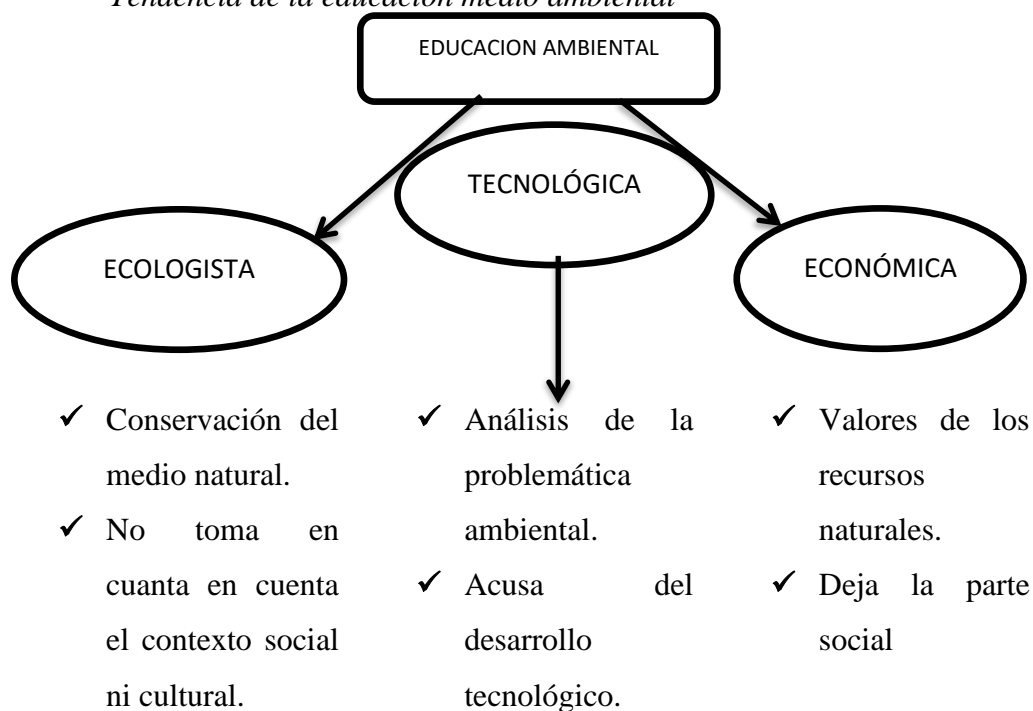 Tendencia de la educación medio ambiental
EDUCACION AMBIENTAL
TECNOLÓGICA
ECOLOGISTA
ECONÓMICA
✓ Conservación del
medio natural.
✓ No toma en
cuanta en cuenta
el contexto social
ni cultural.
✓ Análisis de la
problemática
ambiental.
✓ Acusa del
desarrollo
tecnológico.
✓ Valores de los
recursos
naturales.
✓ Deja la parte
social